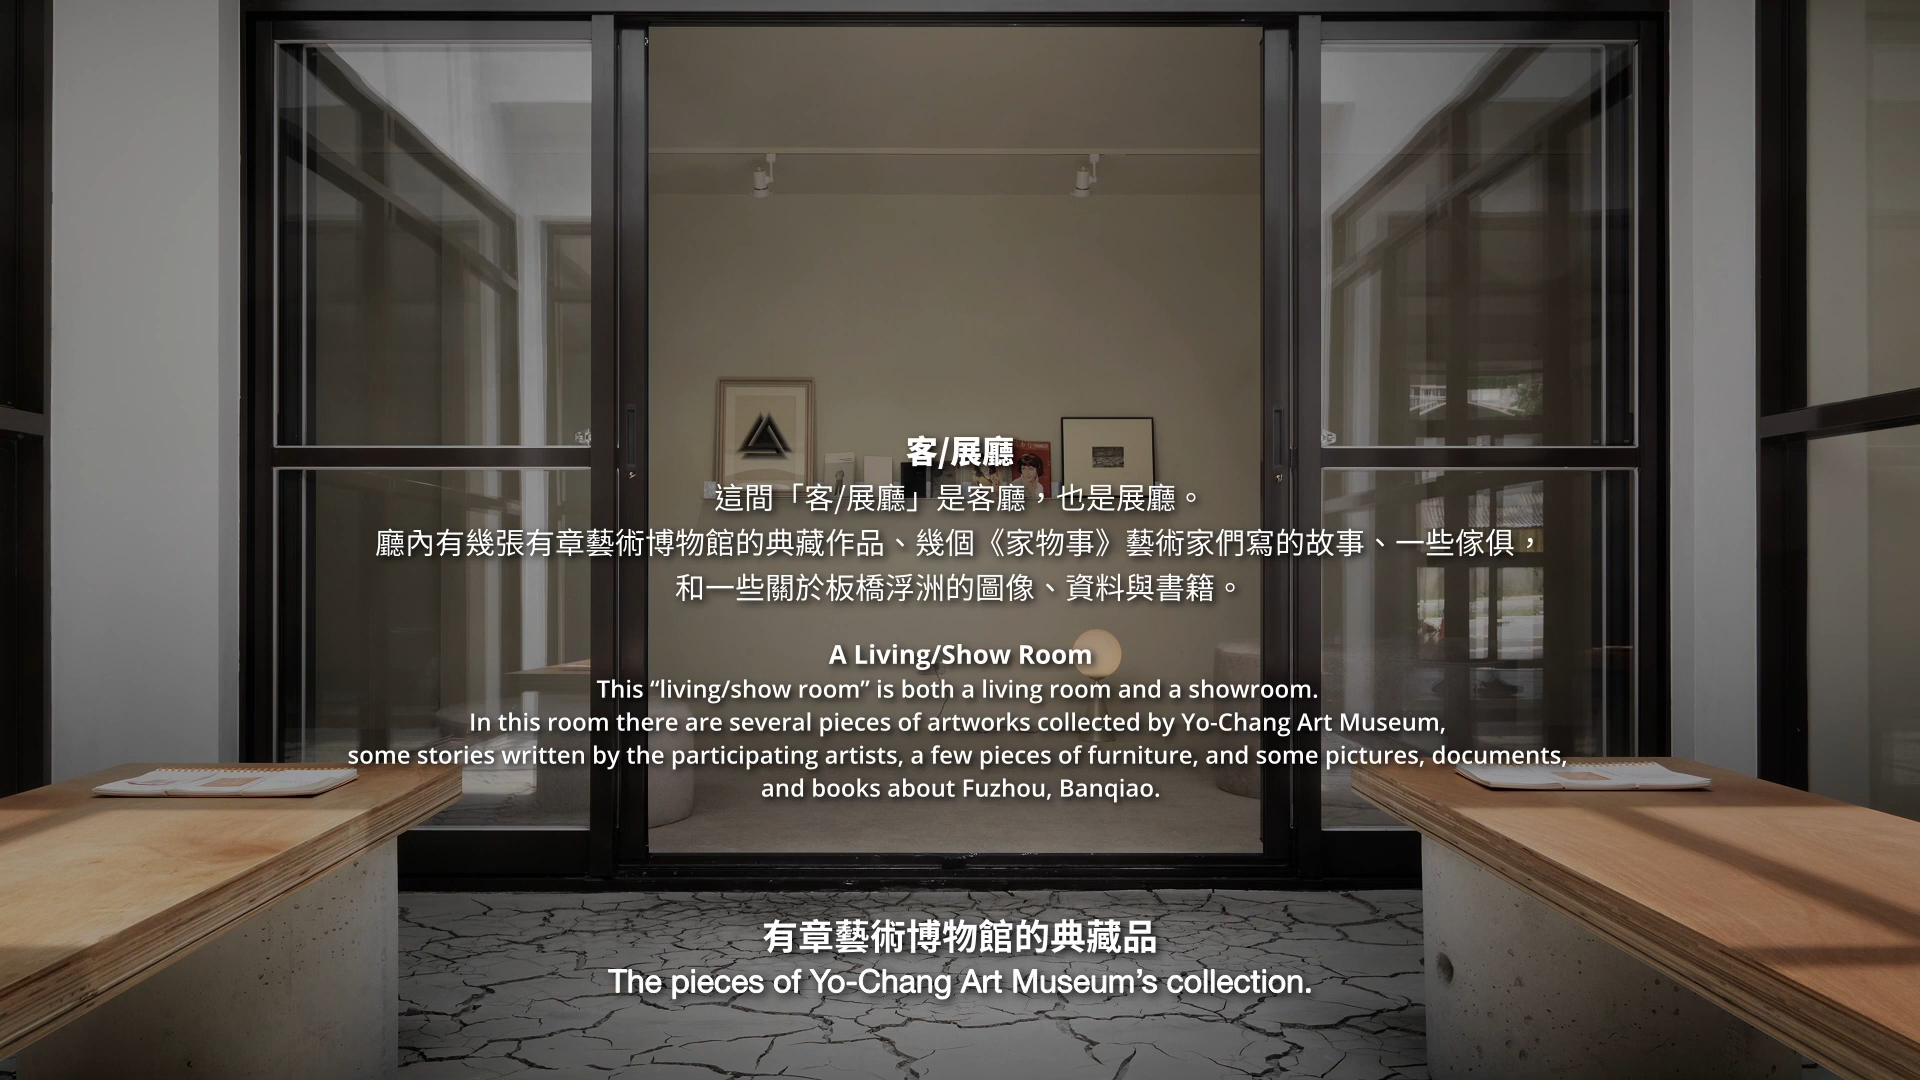 客/展廳
這間「客/展廳」是客廳，也是展廳。
廳內有幾張有章藝術博物館的典藏作品、幾個《家物事》藝術家們寫的故事、一些傢俱，
和一些關於板橋浮洲的圖像、資料與書籍。
A Living/Show Room
This “living/show room” is both a living room and a showroom.
In this room there are several pieces of artworks collected by Yo-Chang Art Museum,
some stories written by the participating artists, a few pieces of furniture, and some pictures, documents,
and books about Fuzhou, Banqiao.
有章藝術博物館的典藏品
The pieces of Yo-Chang Art Museum’s collection.